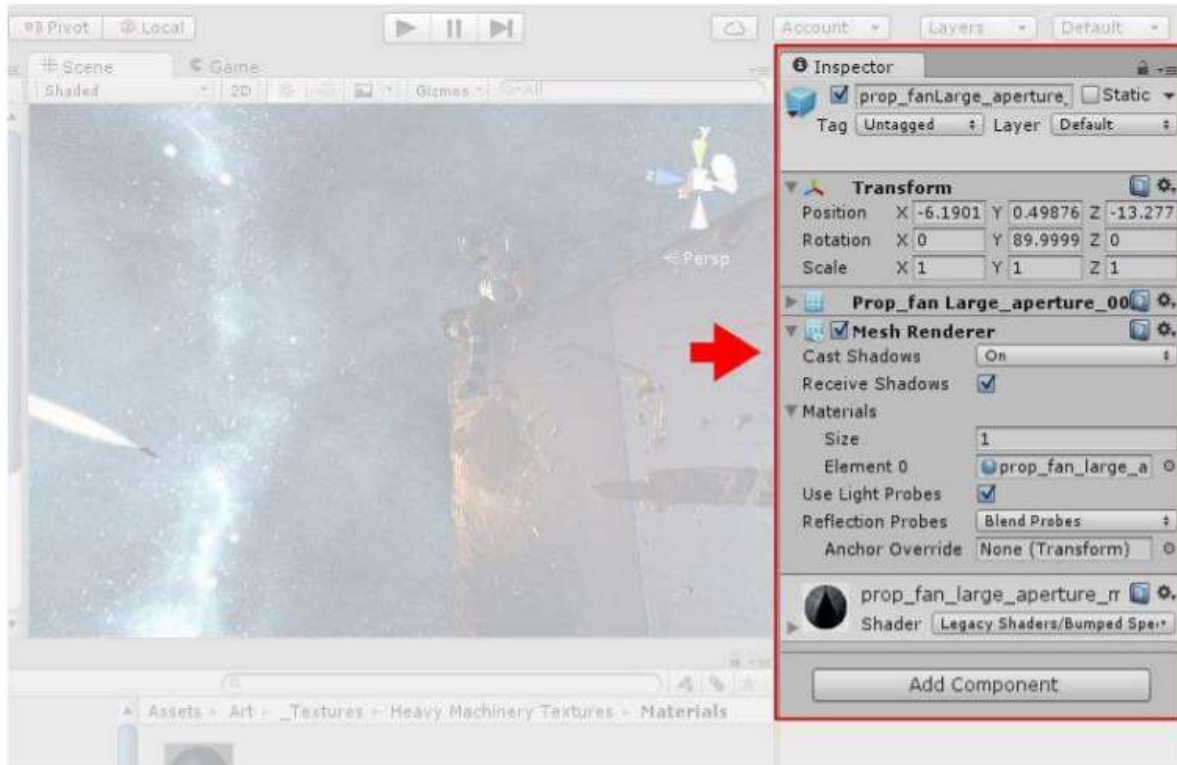 Pivot Local Account Layers Default
Scene Game
Shaded 2D Gizmos All
y
z
Persp
Inspector
prop_fanLarge_aperture_ Static
Tag Untagged Layer Default
Transform
Position X -6.1901 Y 0.49876 Z -13.277
Rotation X 0 Y 89.9999 Z 0
Scale X 1 Y 1 Z 1
Prop_fan Large_aperture_00
Mesh Renderer
Cast Shadows On
Receive Shadows
Materials
Size 1
Element 0 prop_fan_large_a
Use Light Probes
Reflection Probes Blend Probes
Anchor Override None (Transform)
prop_fan_large_aperture_m
Shader Legacy Shaders/Bumped Spe
Add Component
Assets Art _Textures Heavy Machinery Textures Materials